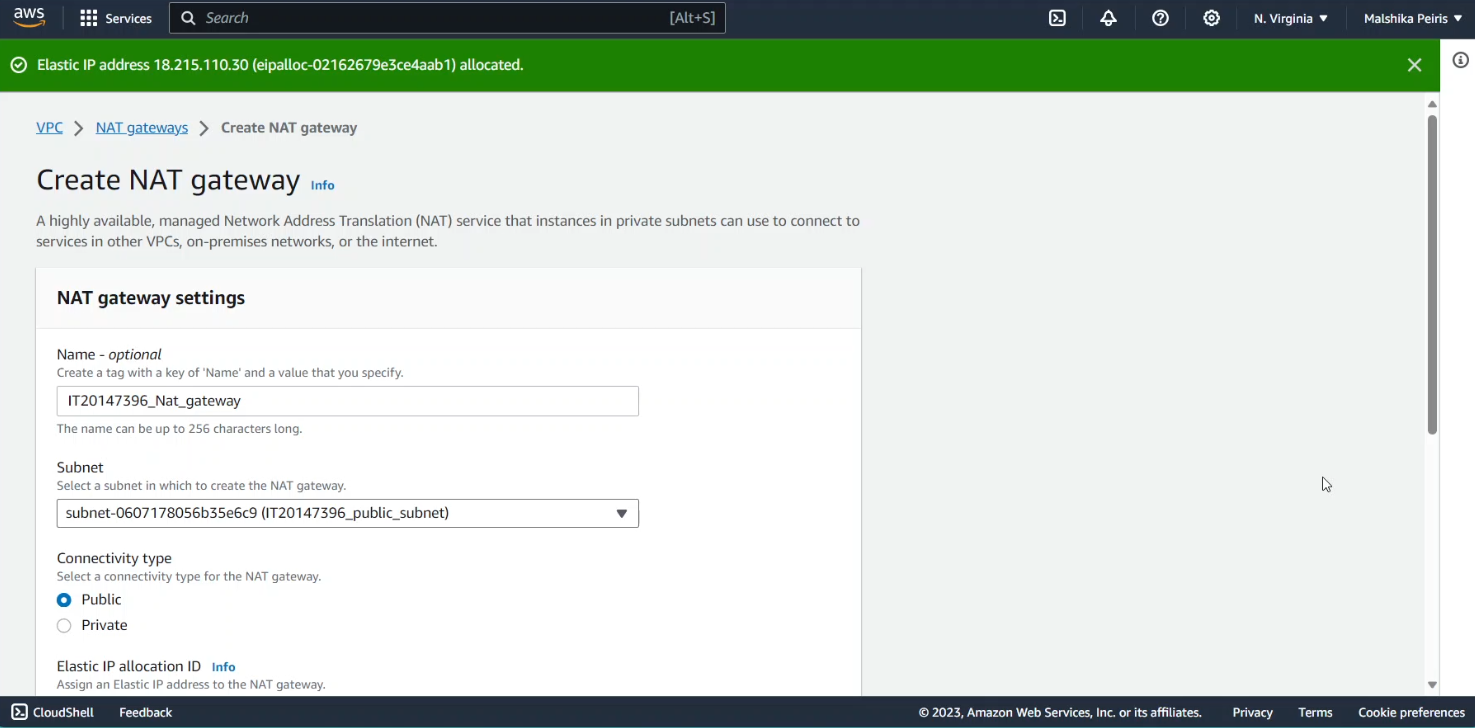 aws Services Search [Alt+S] N. Virginia Malshika Peiris
Elastic IP address 18.215.110.30 (eipalloc-02162679e3ce4aab1) allocated.
VPC NAT gateways Create NAT gateway
Create NAT gateway Info
A highly available, managed Network Address Translation (NAT) service that instances in private subnets can use to connect to
services in other VPCs, on-premises networks, or the internet.
NAT gateway settings
Name - optional
Create a tag with a key of 'Name' and a value that you specify.
IT20147396_Nat_gateway
The name can be up to 256 characters long.
Subnet
Select a subnet in which to create the NAT gateway.
subnet-0607178056b35e6c9 (IT20147396_public_subnet)
Connectivity type
Select a connectivity type for the NAT gateway.
Public
Private
Elastic IP allocation ID Info
Assign an Elastic IP address to the NAT gateway.
CloudShell Feedback © 2023, Amazon Web Services, Inc. or its affiliates. Privacy Terms Cookie preferences